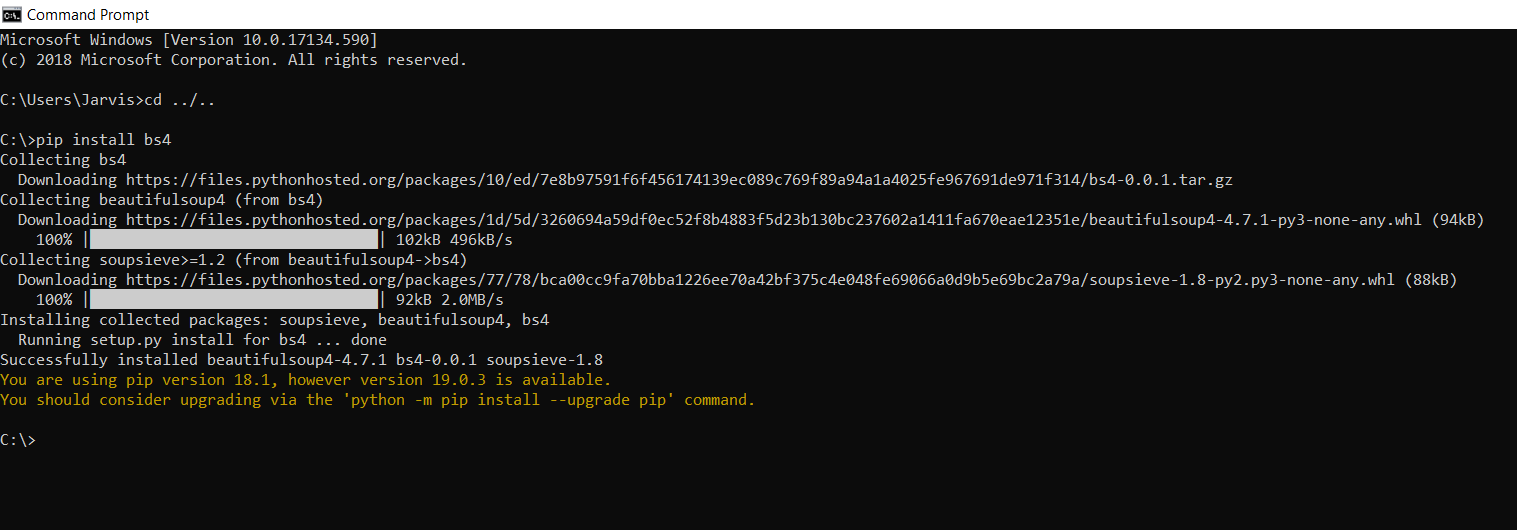 Command Prompt
Microsoft Windows [Version 10.0.17134.590]
(c) 2018 Microsoft Corporation. All rights reserved.
C:\Users\Jarvis>cd ../..
C:\>pip install bs4
Collecting bs4
Downloading https://files.pythonhosted.org/packages/10/ed/7e8b97591f6f456174139ec089c769f89a94a1a4025fe967691de971f314/bs4-0.0.1.tar.gz
Collecting beautifulsoup4 (from bs4)
Downloading https://files.pythonhosted.org/packages/1d/5d/3260694a59df0ec52f8b4883f5d23b130bc237602a1411fa670eae12351e/beautifulsoup4-4.7.1-py3-none-any.whl (94kB)
100% |████████████████████████████████| 102kB 496kB/s
Collecting soupsieve>=1.2 (from beautifulsoup4->bs4)
Downloading https://files.pythonhosted.org/packages/77/78/bca00cc9fa70bba1226ee70a42bf375c4e048fe69066a0d9b5e69bc2a79a/soupsieve-1.8-py2.py3-none-any.whl (88kB)
100% |████████████████████████████████| 92kB 2.0MB/s
Installing collected packages: soupsieve, beautifulsoup4, bs4
Running setup.py install for bs4 ... done
Successfully installed beautifulsoup4-4.7.1 bs4-0.0.1 soupsieve-1.8
You are using pip version 18.1, however version 19.0.3 is available.
You should consider upgrading via the 'python -m pip install --upgrade pip' command.
C:\>